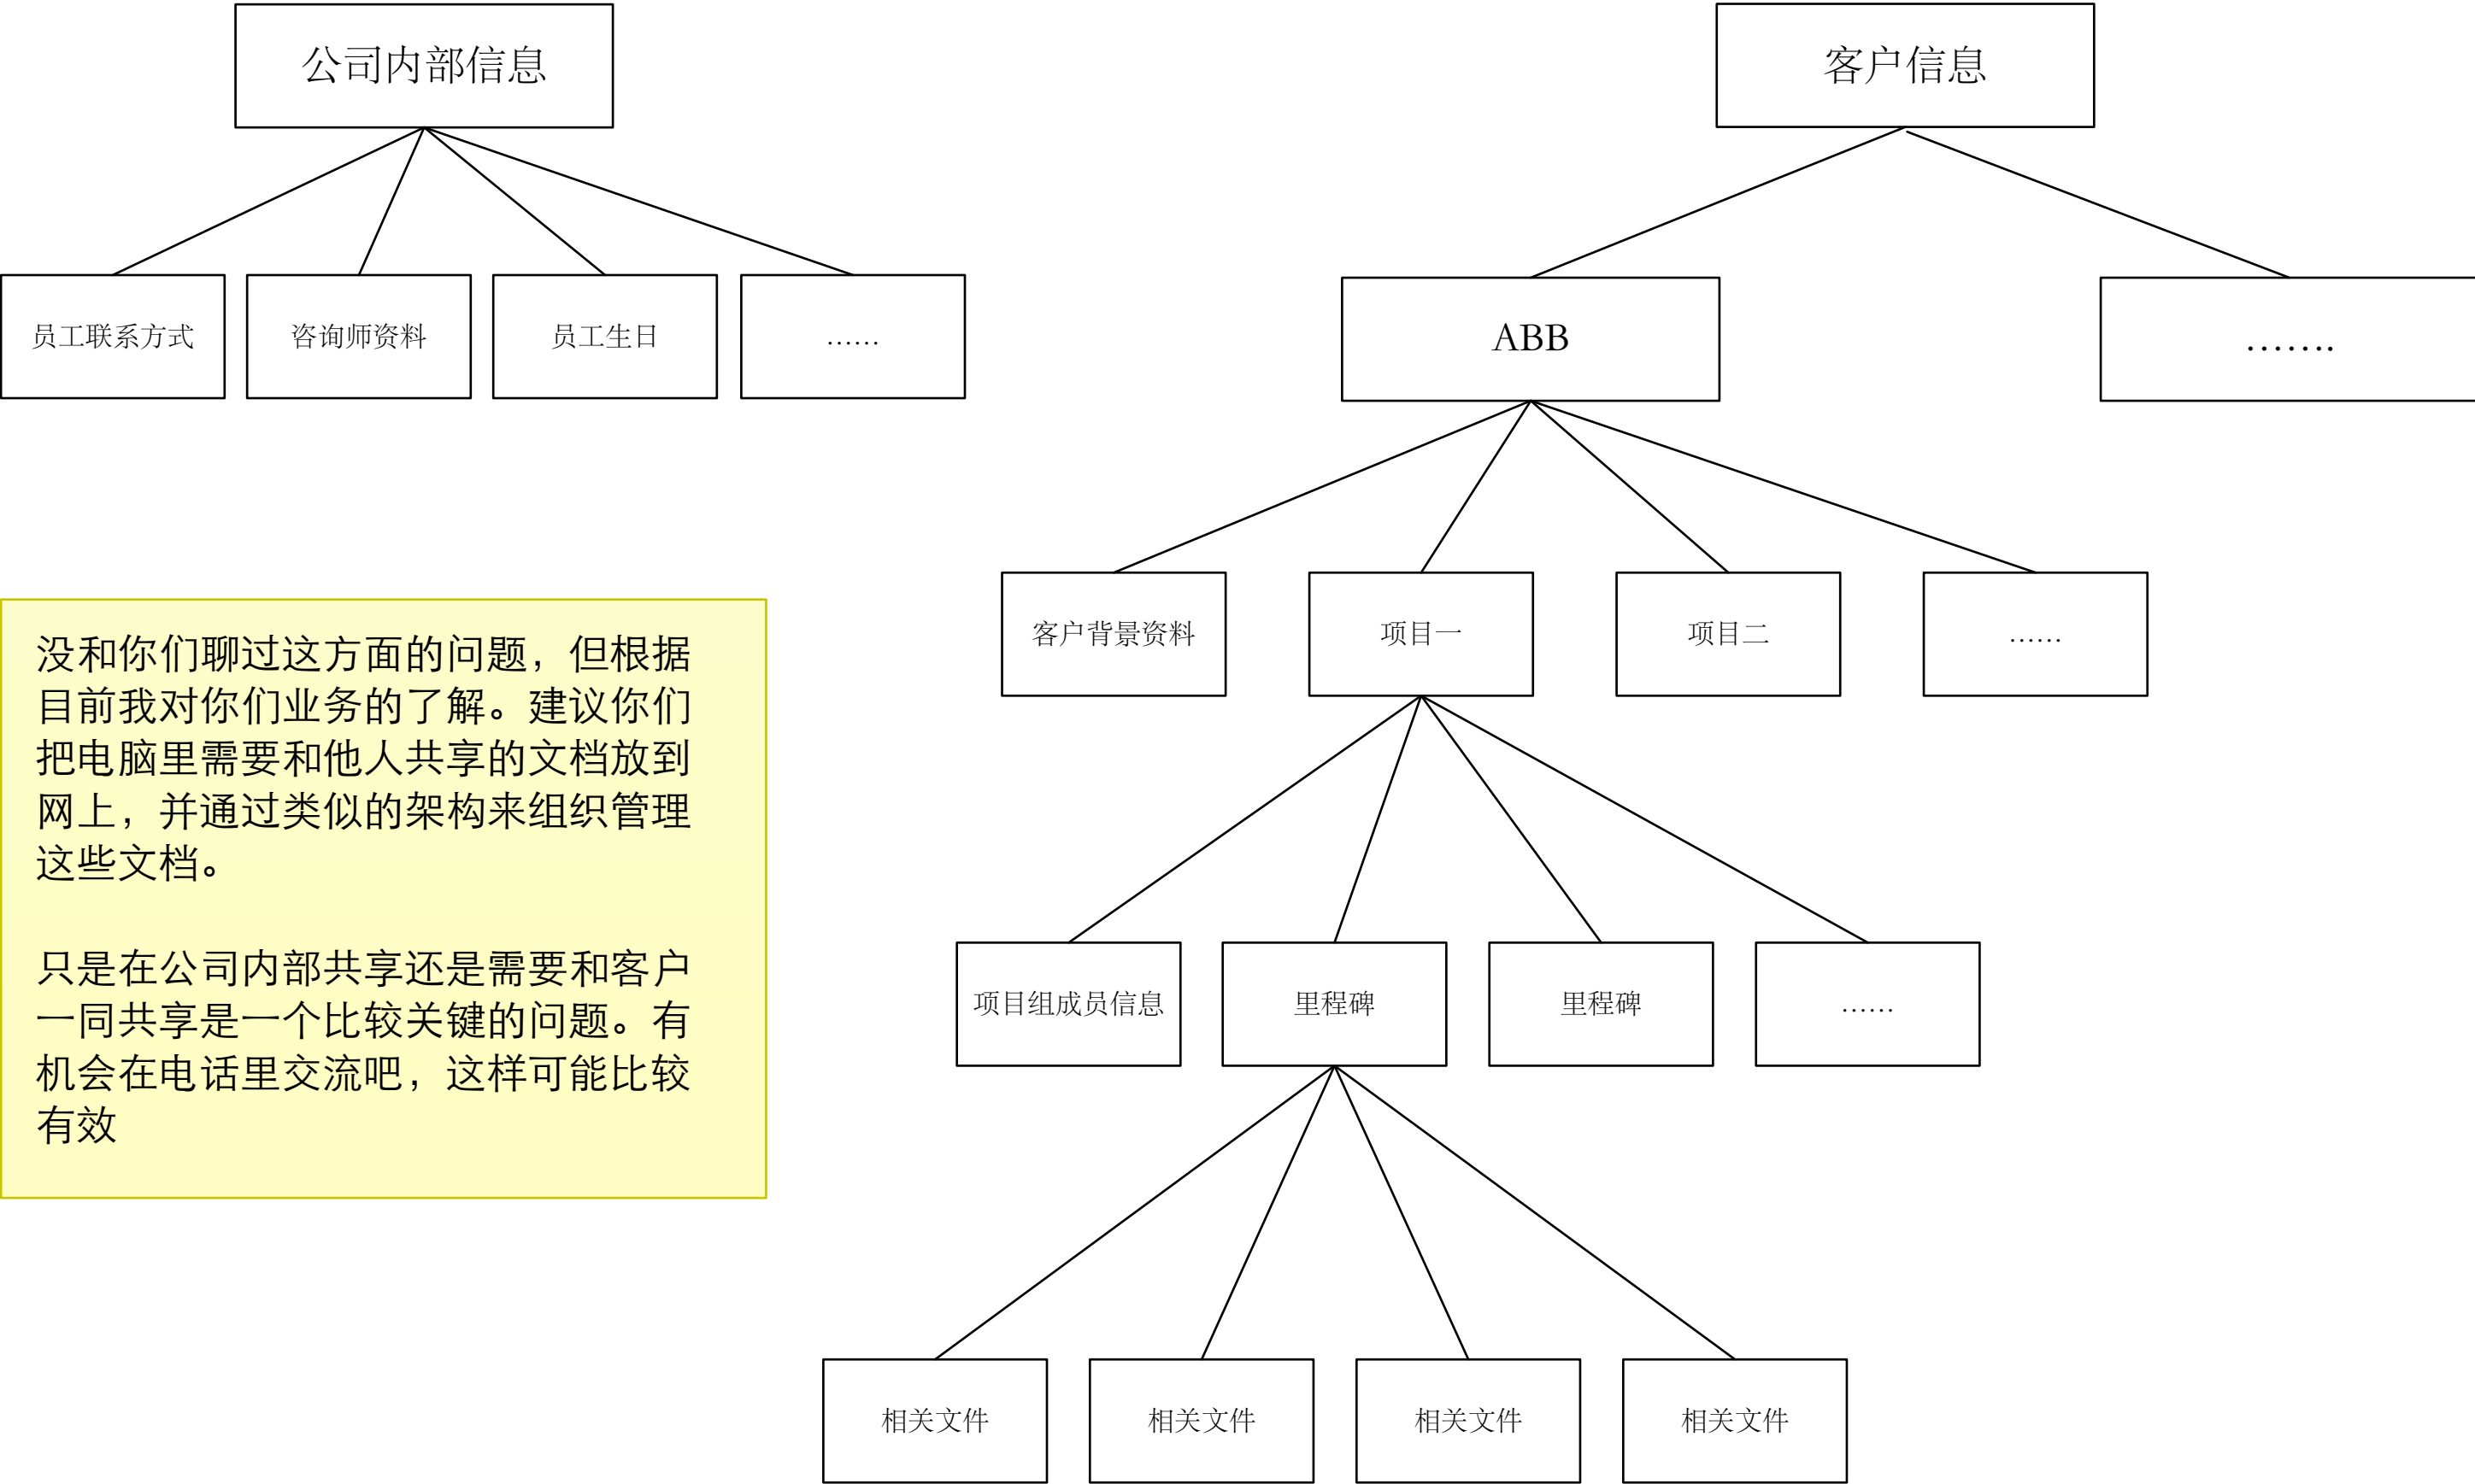 公司内部信息
客户信息
员工联系方式
咨询师资料
员工生日
……
ABB
…….
客户背景资料
项目一
项目二
……
没和你们聊过这方面的问题，但根据
目前我对你们业务的了解。建议你们
把电脑里需要和他人共享的文档放到
网上，并通过类似的架构来组织管理
这些文档。
只是在公司内部共享还是需要和客户
一同共享是一个比较关键的问题。有
机会在电话里交流吧，这样可能比较
有效
项目组成员信息
里程碑
里程碑
……
相关文件
相关文件
相关文件
相关文件